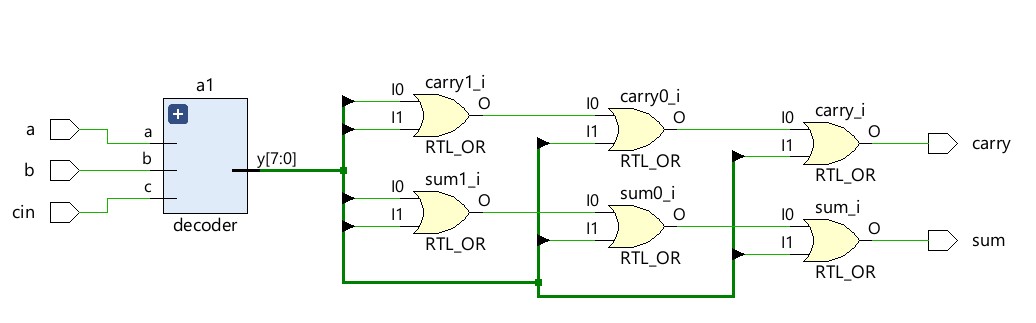 a1
a
b
cin
a
b
c
y[7:0]
decoder
carry1_i
I0
I1
O
RTL_OR
sum1_i
I0
I1
O
RTL_OR
carry0_i
I0
I1
O
RTL_OR
sum0_i
I0
I1
O
RTL_OR
carry_i
I0
I1
O
RTL_OR
sum_i
I0
I1
O
RTL_OR
carry
sum